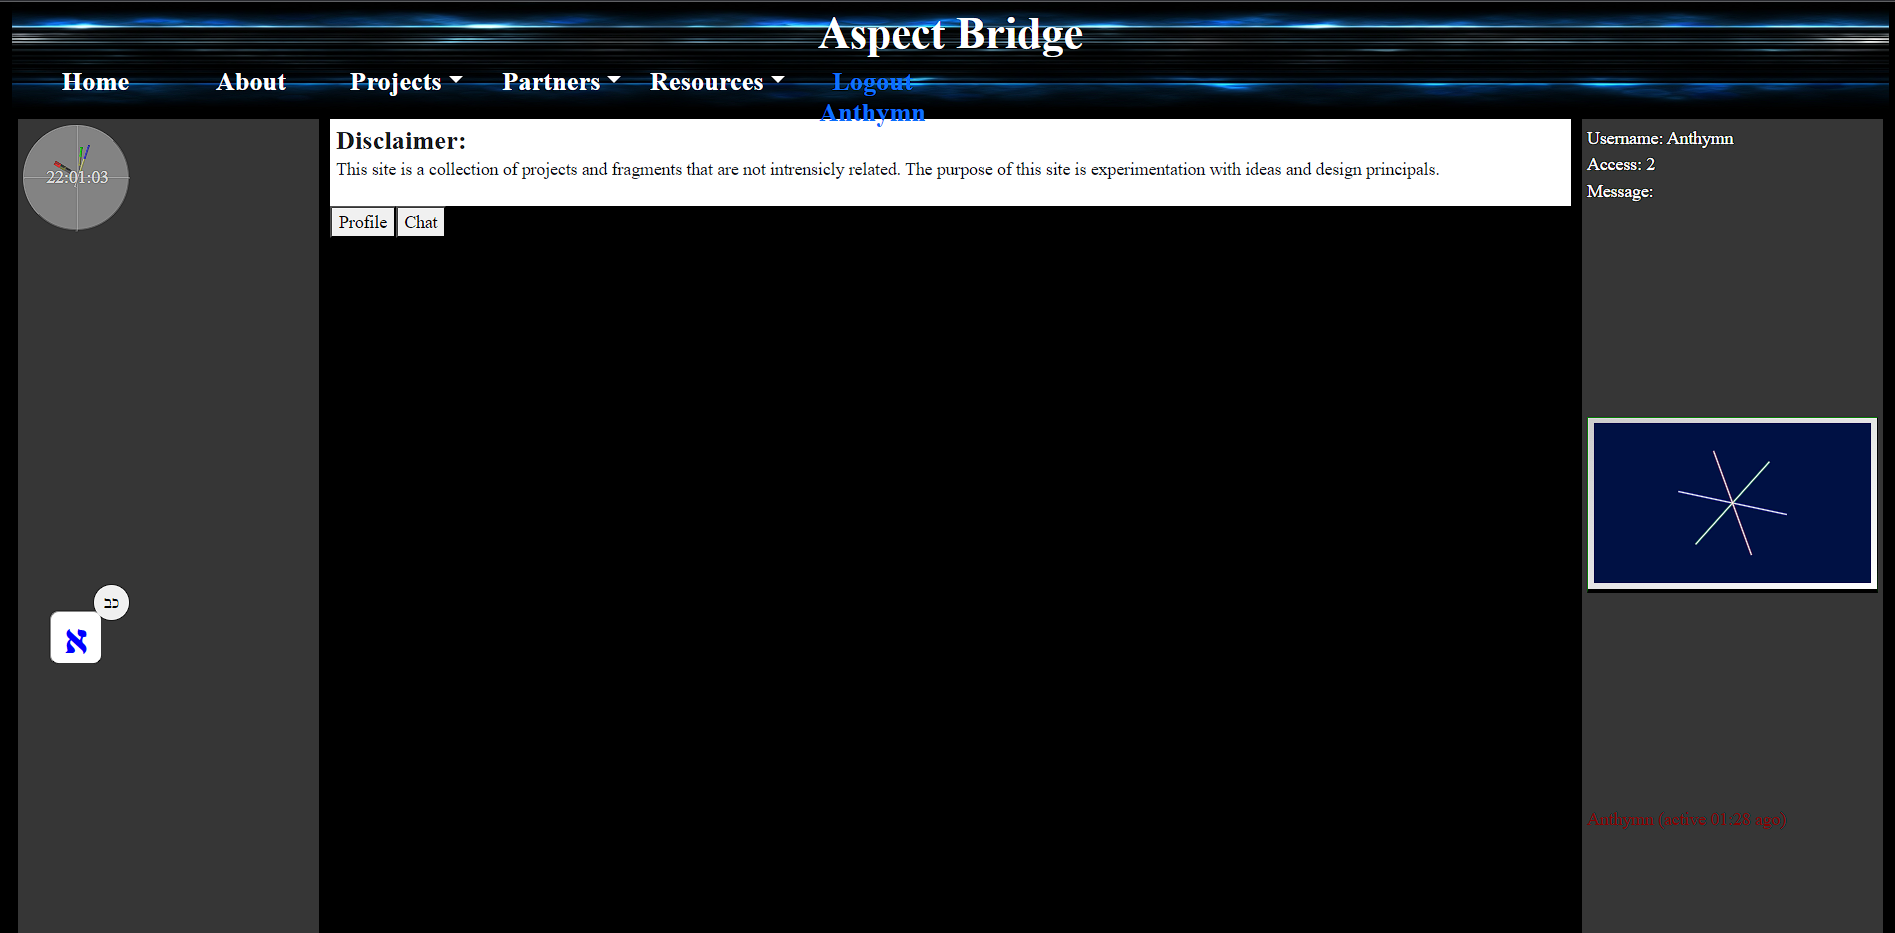 Aspect Bridge
Home About Projects Partners Resources Logout
Anthymn
22:01:03
כב
א
Disclaimer:
This site is a collection of projects and fragments that are not intrensicly related. The purpose of this site is experimentation with ideas and design principals.
Profile Chat
Username: Anthymn
Access: 2
Message:
Anthymn (active 01:28 ago)